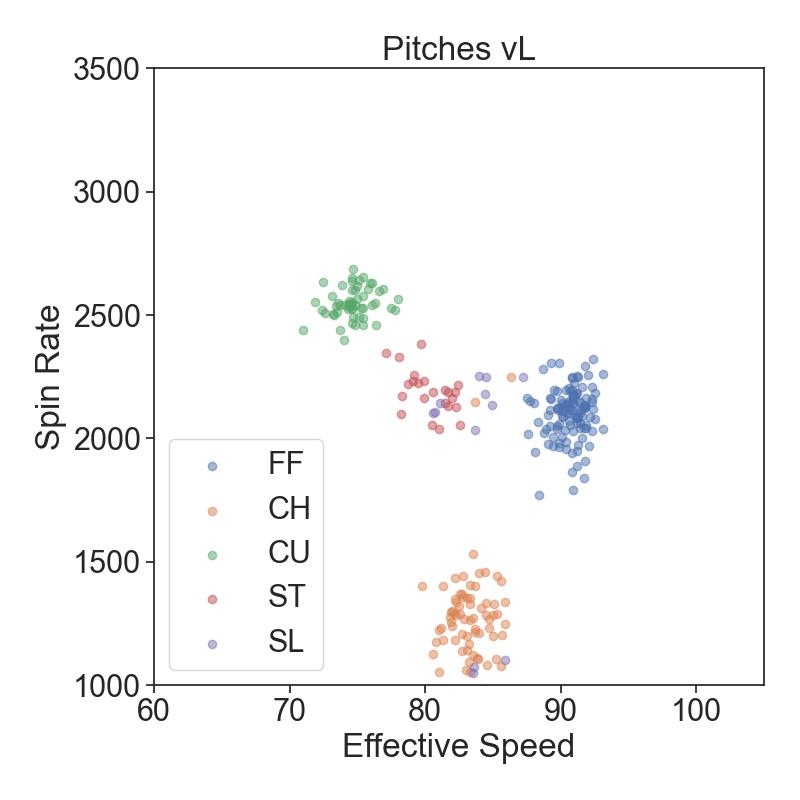 Pitches vL
3500
3000
2500
2000
1500
1000
Spin Rate
FF
CH
CU
ST
SL
60 70 80 90 100
Effective Speed